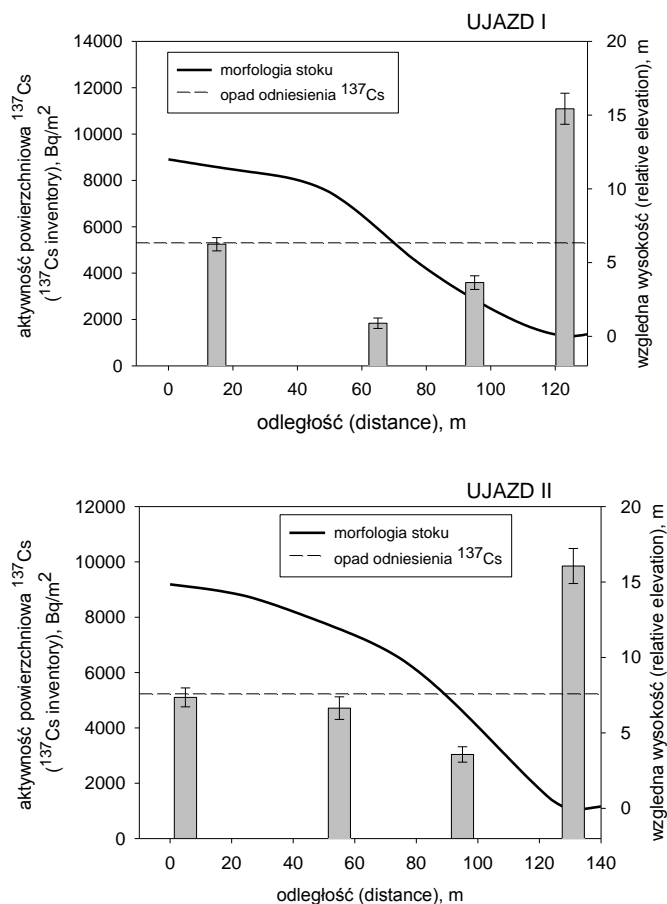 UJAZD I
aktywność powierzchniowa ¹³⁷Cs
(¹³⁷Cs inventory), Bq/m²
14000
12000
10000
8000
6000
4000
2000
0
morfologia stoku
opad odniesienia ¹³⁷Cs
20
15
10
5
0
względna wysokość (relative elevation), m
0 20 40 60 80 100 120
odległość (distance), m
UJAZD II
aktywność powierzchniowa ¹³⁷Cs
(¹³⁷Cs inventory), Bq/m²
12000
10000
8000
6000
4000
2000
0
morfologia stoku
opad odniesienia ¹³⁷Cs
20
15
10
5
0
względna wysokość (relative elevation), m
0 20 40 60 80 100 120 140
odległość (distance), m